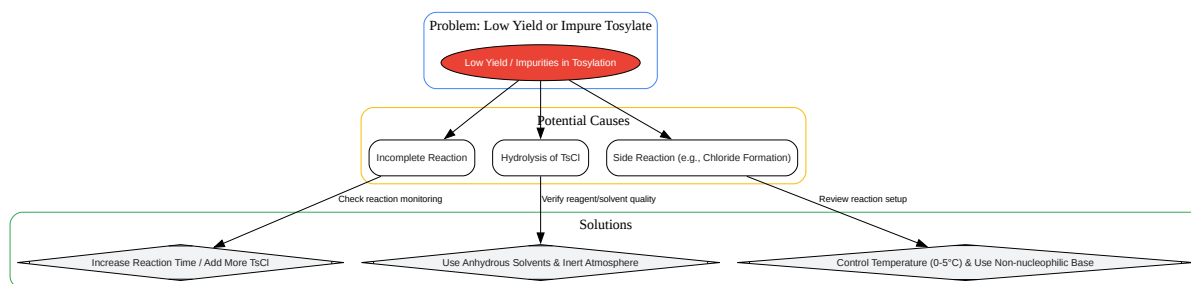 Problem: Low Yield or Impure Tosylate
Low Yield / Impurities in Tosylation
Potential Causes
Incomplete Reaction
Hydrolysis of TsCl
Side Reaction (e.g., Chloride Formation)
Check reaction monitoring
Verify reagent/solvent quality
Review reaction setup
Solutions
Increase Reaction Time / Add More TsCl
Use Anhydrous Solvents & Inert Atmosphere
Control Temperature (0-5°C) & Use Non-nucleophilic Base